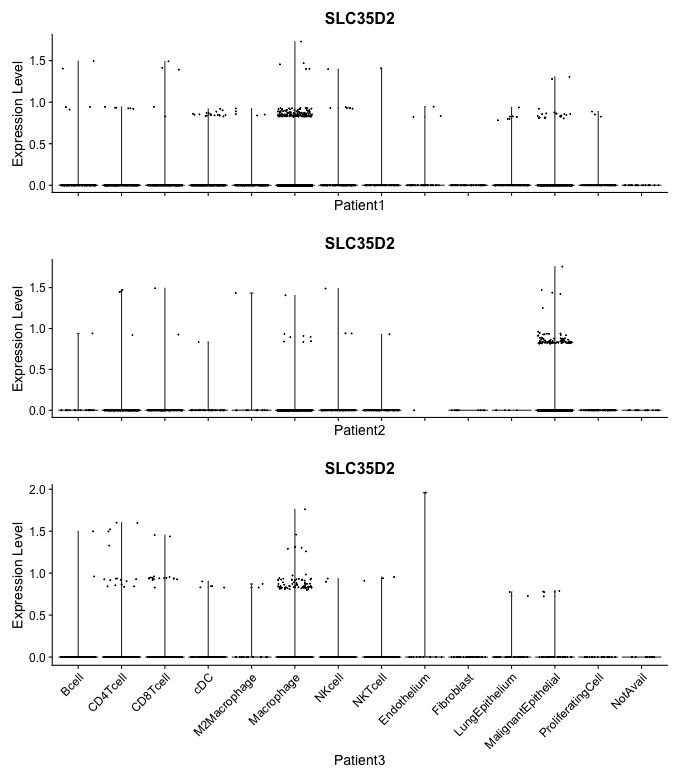 SLC35D2
Expression Level
1.5
1.0
0.5
0.0
Patient1
SLC35D2
Expression Level
1.5
1.0
0.5
0.0
Patient2
SLC35D2
Expression Level
2.0
1.5
1.0
0.5
0.0
Bcell
CD4Tcell
CD8Tcell
cDC
M2Macrophage
Macrophage
NKcell
NKTcell
Endothelium
Fibroblast
LungEpithelium
MalignantEpithelial
ProliferatingCell
NotAvail
Patient3